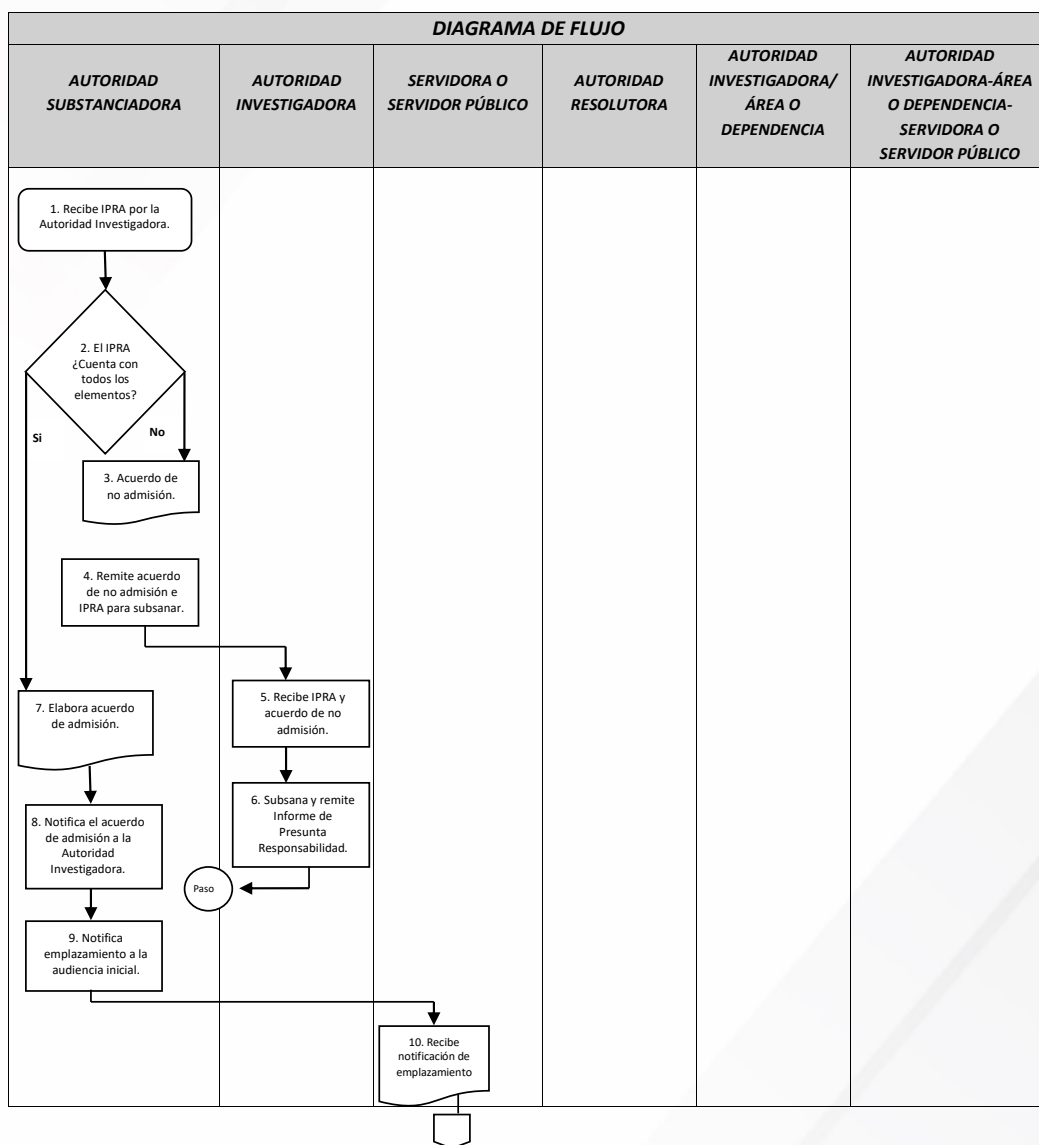 DIAGRAMA DE FLUJO
AUTORIDAD
SUBSTANCIADORA
AUTORIDAD
INVESTIGADORA
SERVIDORA O
SERVIDOR PÚBLICO
AUTORIDAD
RESOLUTORA
AUTORIDAD
INVESTIGADORA/
ÁREA O
DEPENDENCIA
AUTORIDAD
INVESTIGADORA-ÁREA
O DEPENDENCIA-
SERVIDORA O
SERVIDOR PÚBLICO
1. Recibe IPRA por la
Autoridad Investigadora.
2. El IPRA
¿Cuenta con
todos los
elementos?
Si
No
3. Acuerdo de
no admisión.
4. Remite acuerdo
de no admisión e
IPRA para subsanar.
5. Recibe IPRA y
acuerdo de no
admisión.
6. Subsana y remite
Informe de
Presunta
Responsabilidad.
Paso
7. Elabora acuerdo
de admisión.
8. Notifica el acuerdo
de admisión a la
Autoridad
Investigadora.
9. Notifica
emplazamiento a la
audiencia inicial.
10. Recibe
notificación de
emplazamiento